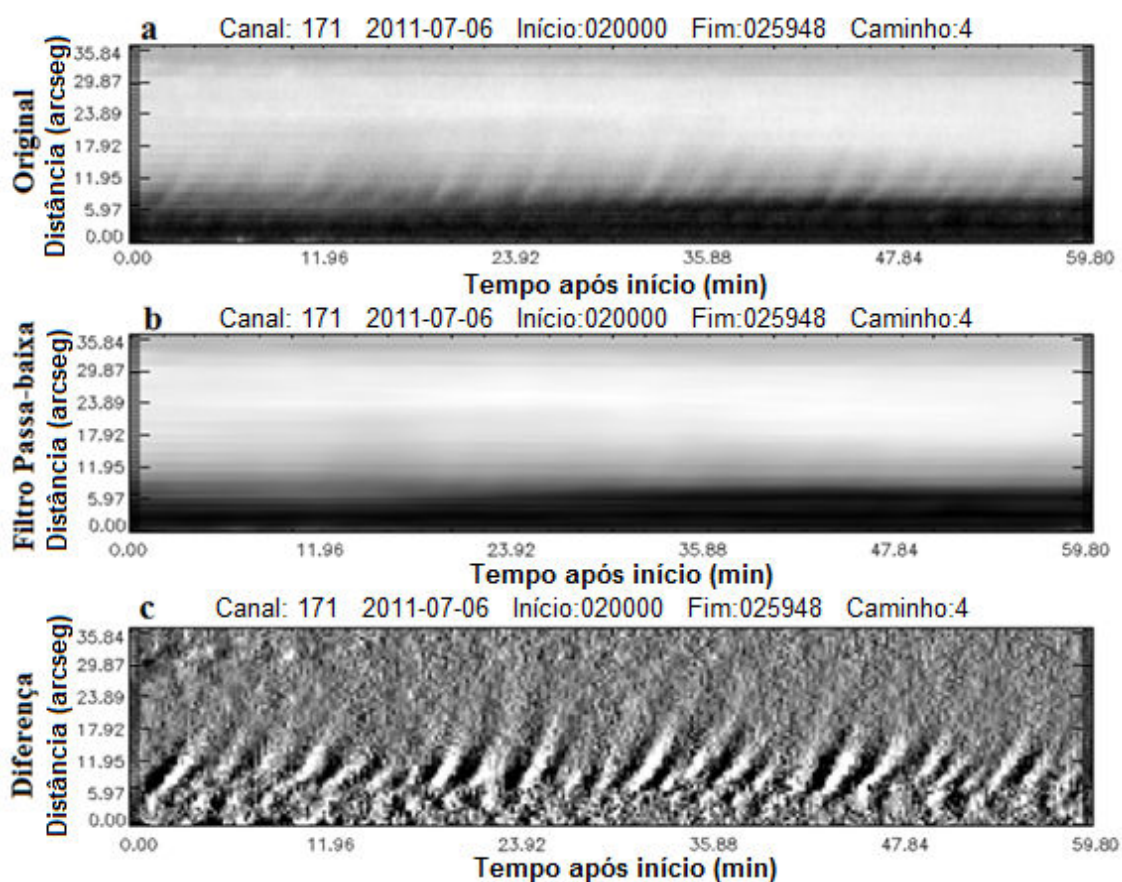 a Canal: 171 2011-07-06 Início:020000 Fim:025948 Caminho:4
Original
Distância (arcseg)
35.84
29.87
23.89
17.92
11.95
5.97
0.00
0.00 11.96 23.92 35.88 47.84 59.80
Tempo após início (min)
b Canal: 171 2011-07-06 Início:020000 Fim:025948 Caminho:4
Filtro Passa-baixa
Distância (arcseg)
35.84
29.87
23.89
17.92
11.95
5.97
0.00
0.00 11.96 23.92 35.88 47.84 59.80
Tempo após início (min)
c Canal: 171 2011-07-06 Início:020000 Fim:025948 Caminho:4
Diferença
Distância (arcseg)
35.84
29.87
23.89
17.92
11.95
5.97
0.00
0.00 11.96 23.92 35.88 47.84 59.80
Tempo após início (min)